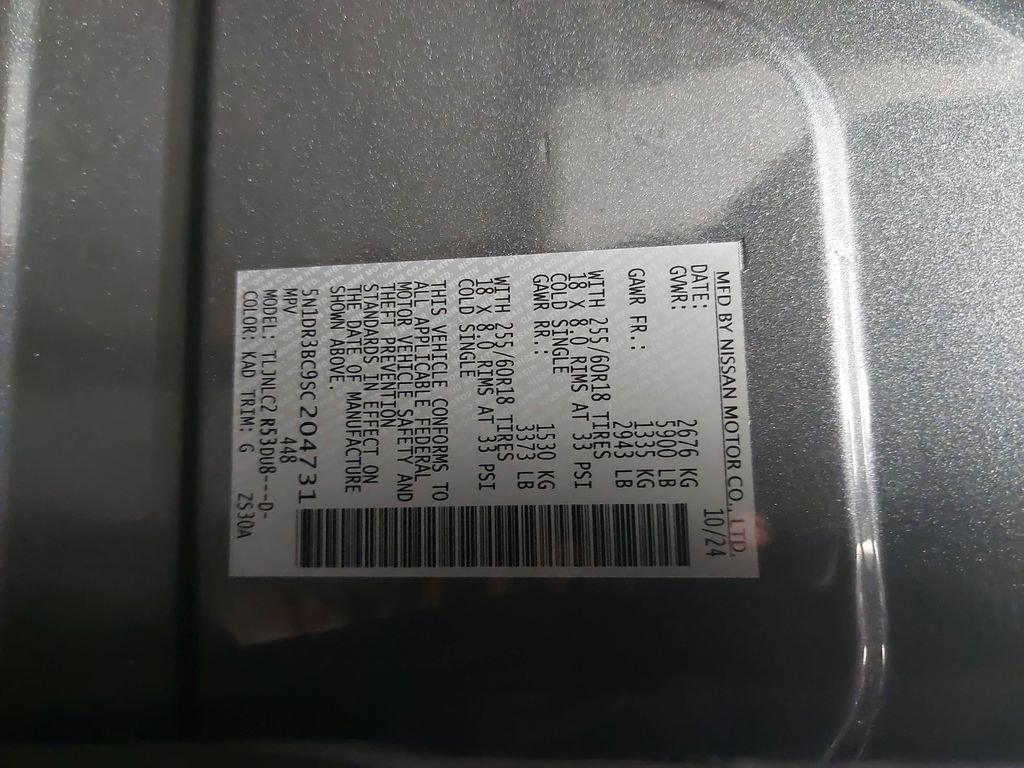 MFD BY NISSAN MOTOR CO., LTD.
DATE: 10/24
GVWR: 2676 KG
5900 LB
GAWR FR.: 1335 KG
2943 LB
WITH 255/60R18 TIRES
18 X 8.0 RIMS AT 33 PSI
COLD SINGLE
GAWR RR.: 1530 KG
3373 LB
WITH 255/60R18 TIRES
18 X 8.0 RIMS AT 33 PSI
COLD SINGLE
THIS VEHICLE CONFORMS TO
ALL APPLICABLE FEDERAL
MOTOR VEHICLE SAFETY AND
THEFT PREVENTION
STANDARDS IN EFFECT ON
THE DATE OF MANUFACTURE
SHOWN ABOVE.
5N1DR3BC9SC204731
MPV 448
MODEL: TLJNLC2 R53DU8---D-
COLOR: KAD TRIM: G ZS30A